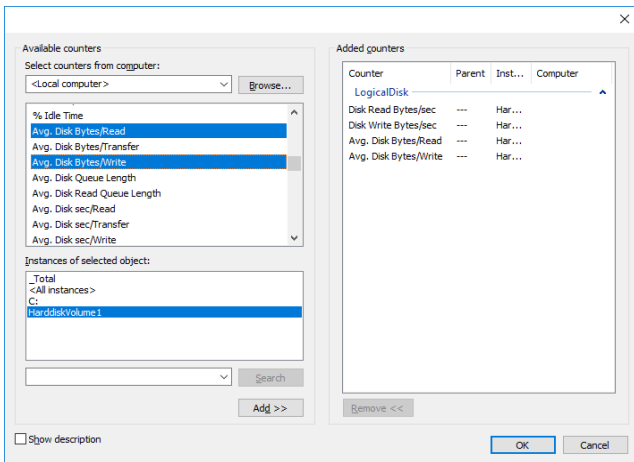 Available counters
Select counters from computer:
<Local computer>
Browse...
% Idle Time
Avg. Disk Bytes/Read
Avg. Disk Bytes/Transfer
Avg. Disk Bytes/Write
Avg. Disk Queue Length
Avg. Disk Read Queue Length
Avg. Disk sec/Read
Avg. Disk sec/Transfer
Avg. Disk sec/Write
Instances of selected object:
_Total
<All instances>
C:
HarddiskVolume1
Search
Add >>
Show description
Added counters
Counter Parent Inst... Computer
LogicalDisk
Disk Read Bytes/sec --- Har...
Disk Write Bytes/sec --- Har...
Avg. Disk Bytes/Read --- Har...
Avg. Disk Bytes/Write --- Har...
Remove <<
OK Cancel